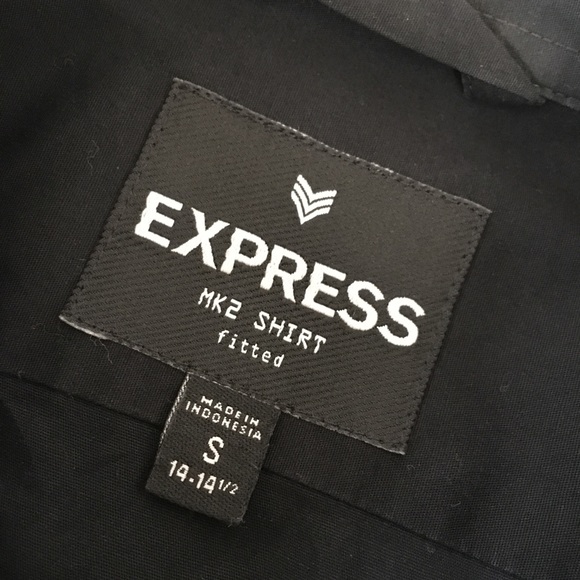 EXPRESS
MK2 SHIRT
fitted
MADE IN
INDONESIA
S
14-14 1/2